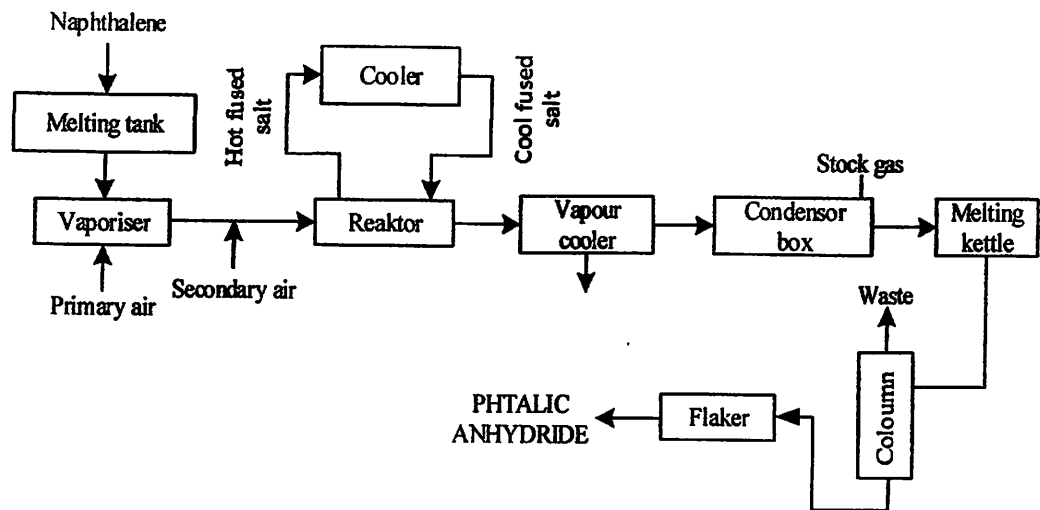 Naphthalene
Melting tank
Vaporiser
Primary air
Secondary air
Hot fused
salt
Cooler
Cool fused
salt
Reaktor
Vapour
cooler
Stock gas
Condensor
box
Melting
kettle
Waste
Coloumn
Flaker
PHTALIC
ANHYDRIDE